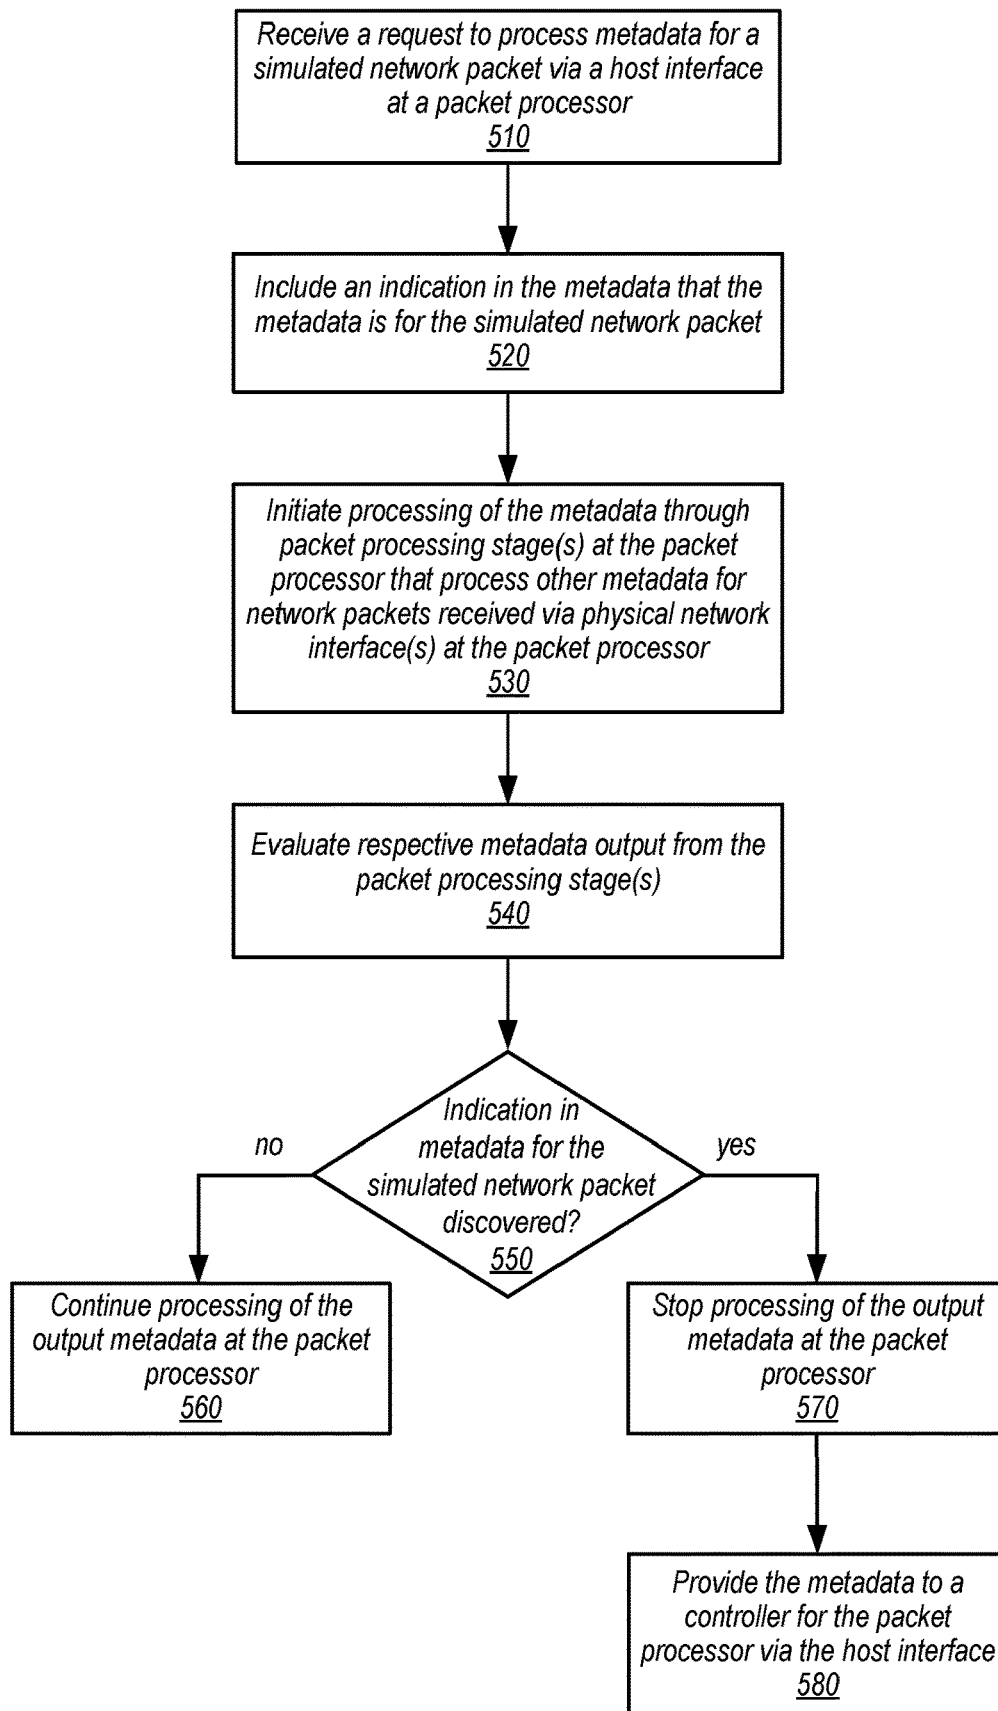 Receive a request to process metadata for a
simulated network packet via a host interface
at a packet processor
510
Include an indication in the metadata that the
metadata is for the simulated network packet
520
Initiate processing of the metadata through
packet processing stage(s) at the packet
processor that process other metadata for
network packets received via physical network
interface(s) at the packet processor
530
Evaluate respective metadata output from the
packet processing stage(s)
540
Indication in
metadata for the
simulated network packet
discovered?
550
no
yes
Continue processing of the
output metadata at the packet
processor
560
Stop processing of the output
metadata at the packet
processor
570
Provide the metadata to a
controller for the packet
processor via the host interface
580